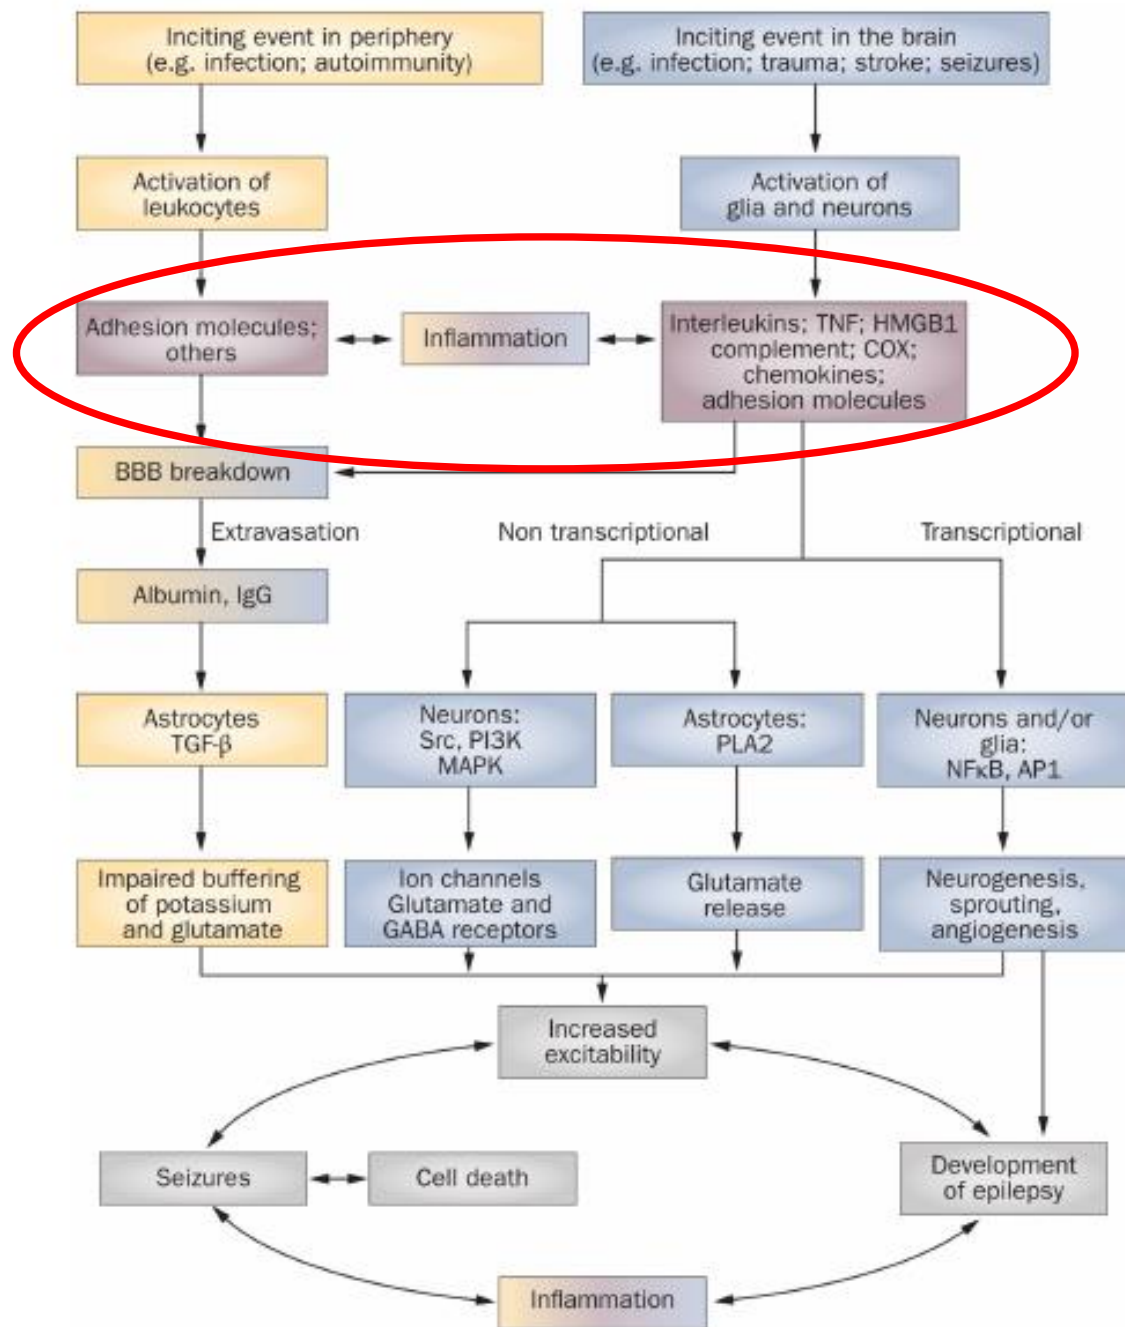 Inciting event in periphery
(e.g. infection; autoimmunity)
Inciting event in the brain
(e.g. infection; trauma; stroke; seizures)
Activation of
leukocytes
Activation of
glia and neurons
Adhesion molecules;
others
Inflammation
Interleukins; TNF; HMGB1
complement; COX;
chemokines;
adhesion molecules
BBB breakdown
Extravasation
Non transcriptional
Transcriptional
Albumin, IgG
Astrocytes
TGF-β
Neurons:
Src, PI3K
MAPK
Astrocytes:
PLA2
Neurons and/or
glia:
NFκB, AP1
Impaired buffering
of potassium
and glutamate
Ion channels
Glutamate and
GABA receptors
Glutamate
release
Neurogenesis,
sprouting,
angiogenesis
Increased
excitability
Seizures
Cell death
Development
of epilepsy
Inflammation